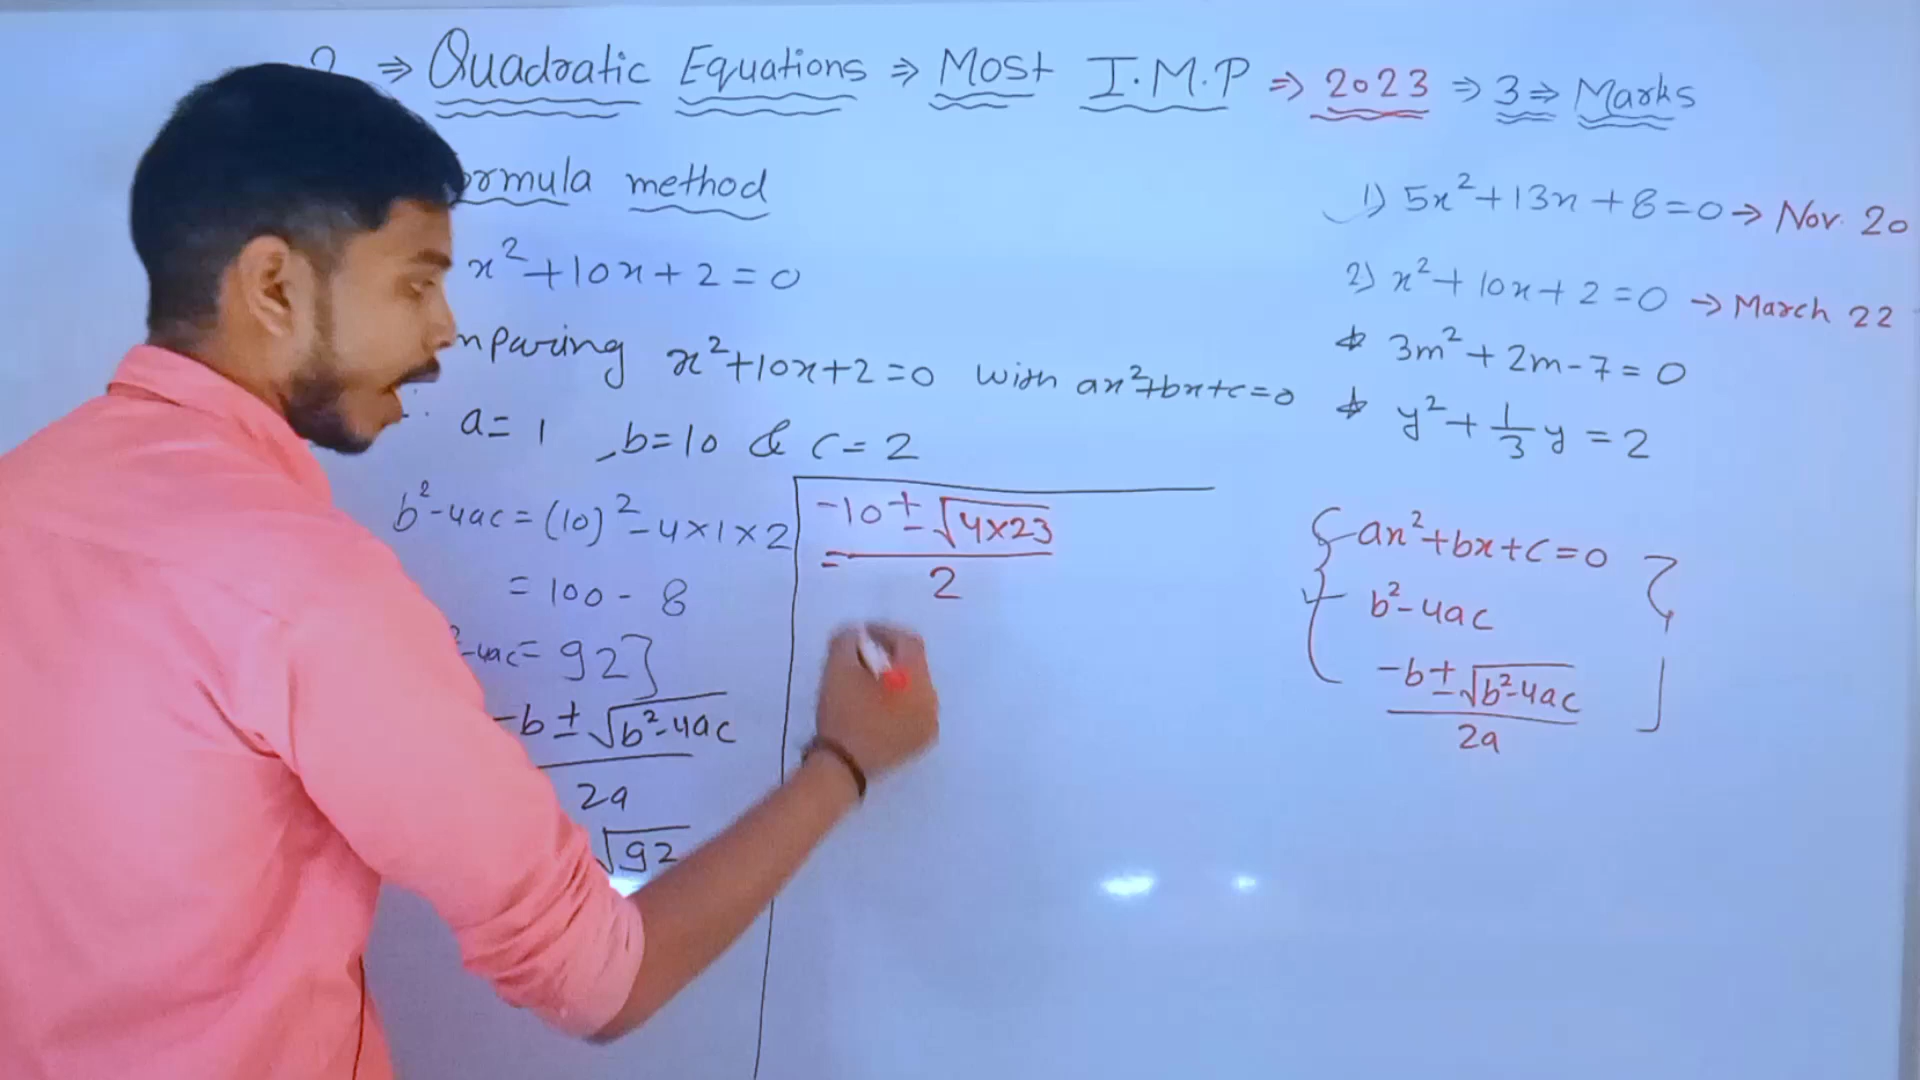 ⇒ Quadratic Equations ⇒ Most I.M.P ⇒ 2023 ⇒ 3 ⇒ Marks
ormula method
x²+10x+2=0
mparing x²+10x+2=0 with ax²+bx+c=0
∴ a=1, b=10 & c=2
b²-4ac=(10)²-4×1×2
=100-8
²-4ac=92]
-b±√b²-4ac
2a
√92
-10±√4×23
=
2
1) 5x²+13x+8=0→Nov. 20
2) x²+10x+2=0→March 22
* 3m²+2m-7=0
* y²+1/3 y=2
{ax²+bx+c=0}
b²-4ac
-b±√b²-4ac
2a